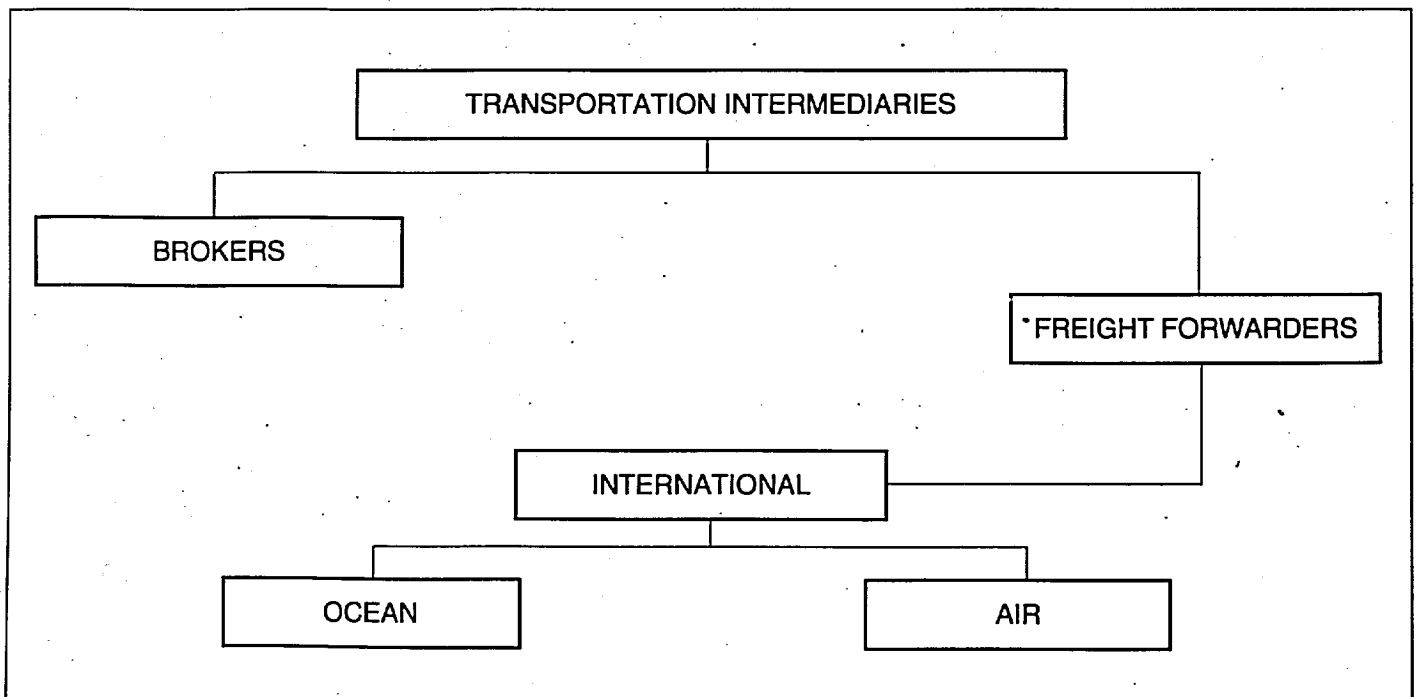 TRANSPORTATION INTERMEDIARIES
BROKERS
FREIGHT FORWARDERS
INTERNATIONAL
OCEAN
AIR